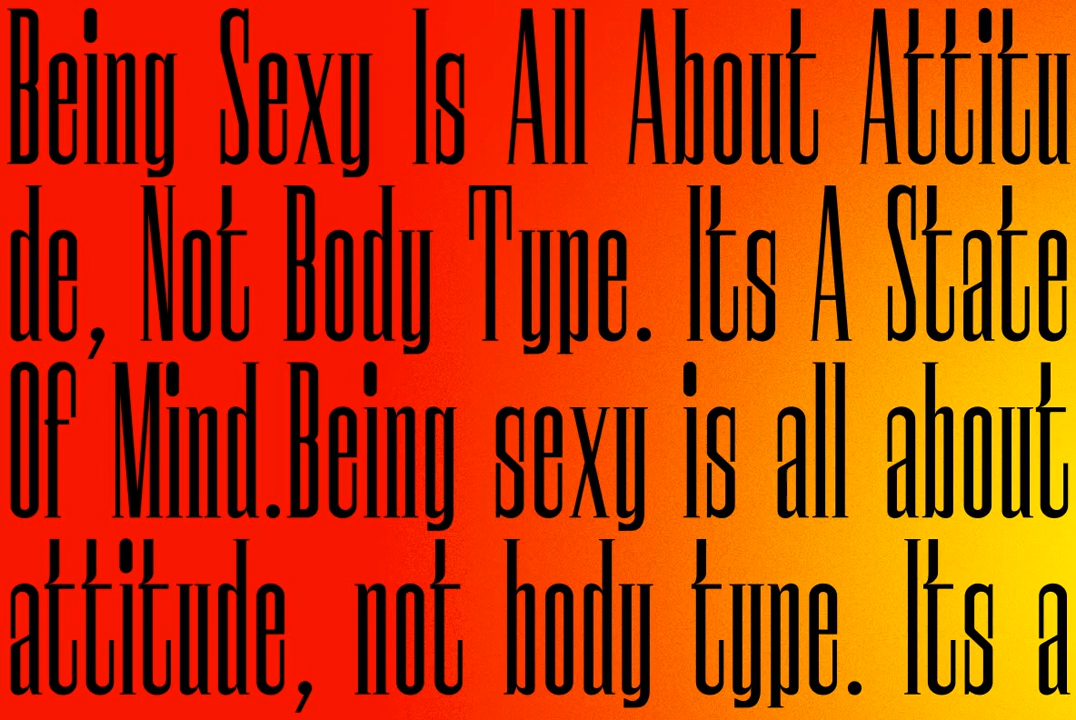 Being Sexy Is All About Attitu
de, Not Body Type. Its A State
Of Mind.Being sexy is all about
attitude, not body type. Its a